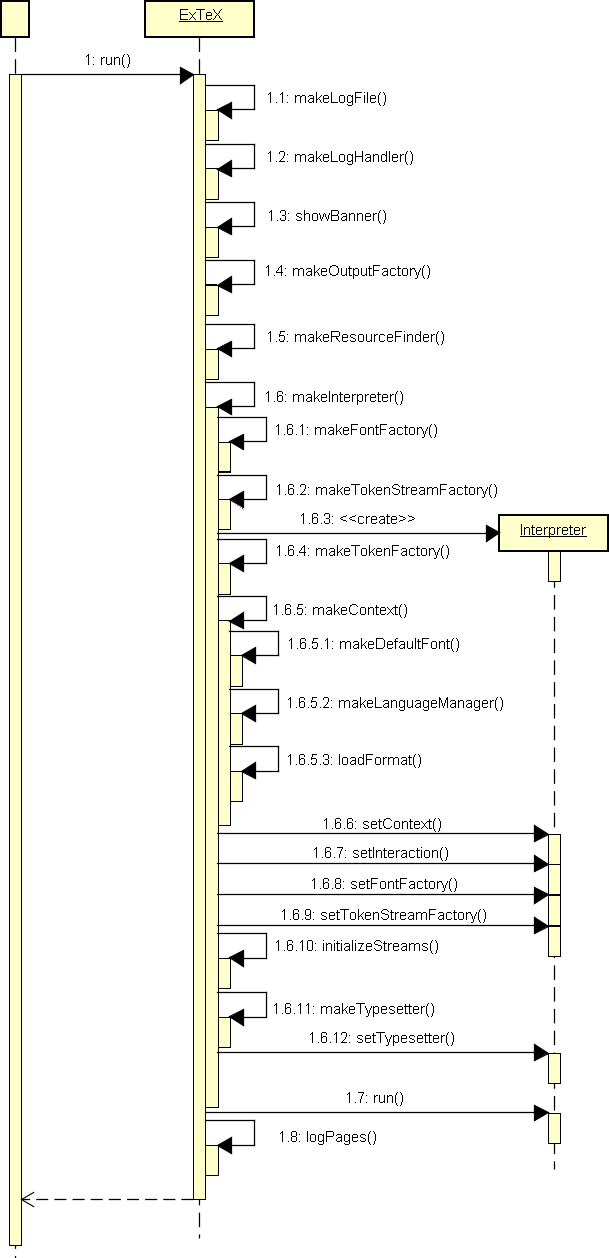 ExTeX
1: run()
1.1: makeLogFile()
1.2: makeLogHandler()
1.3: showBanner()
1.4: makeOutputFactory()
1.5: makeResourceFinder()
1.6: makeInterpreter()
1.6.1: makeFontFactory()
1.6.2: makeTokenStreamFactory()
1.6.3: <<create>>
Interpreter
1.6.4: makeTokenFactory()
1.6.5: makeContext()
1.6.5.1: makeDefaultFont()
1.6.5.2: makeLanguageManager()
1.6.5.3: loadFormat()
1.6.6: setContext()
1.6.7: setInteraction()
1.6.8: setFontFactory()
1.6.9: setTokenStreamFactory()
1.6.10: initializeStreams()
1.6.11: makeTypesetter()
1.6.12: setTypesetter()
1.7: run()
1.8: logPages()